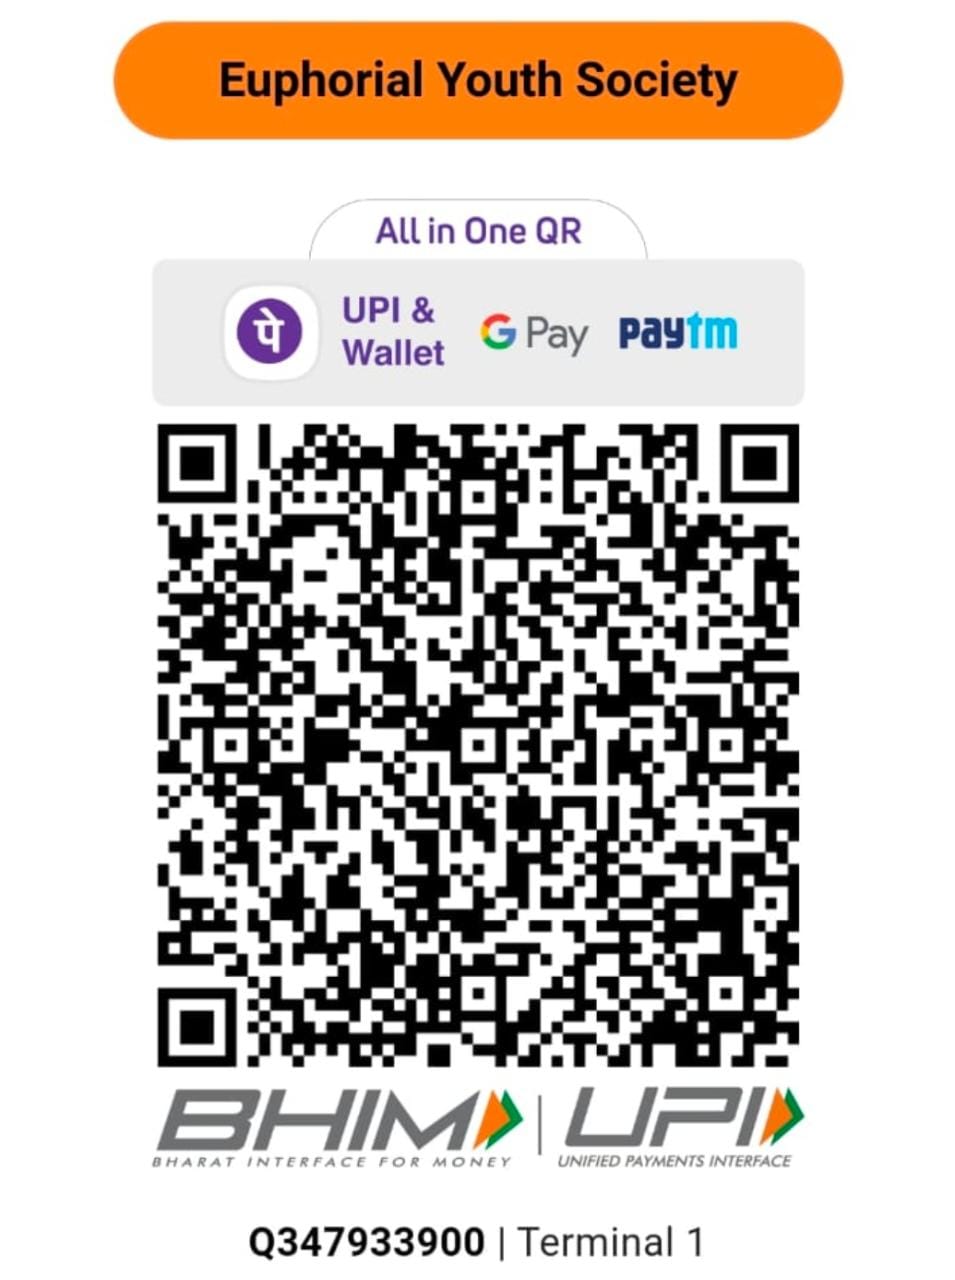 Euphorial Youth Society
All in One QR
पे UPI & Wallet G Pay paytm
BHIM UPI
BHARAT INTERFACE FOR MONEY UNIFIED PAYMENTS INTERFACE
Q347933900 | Terminal 1